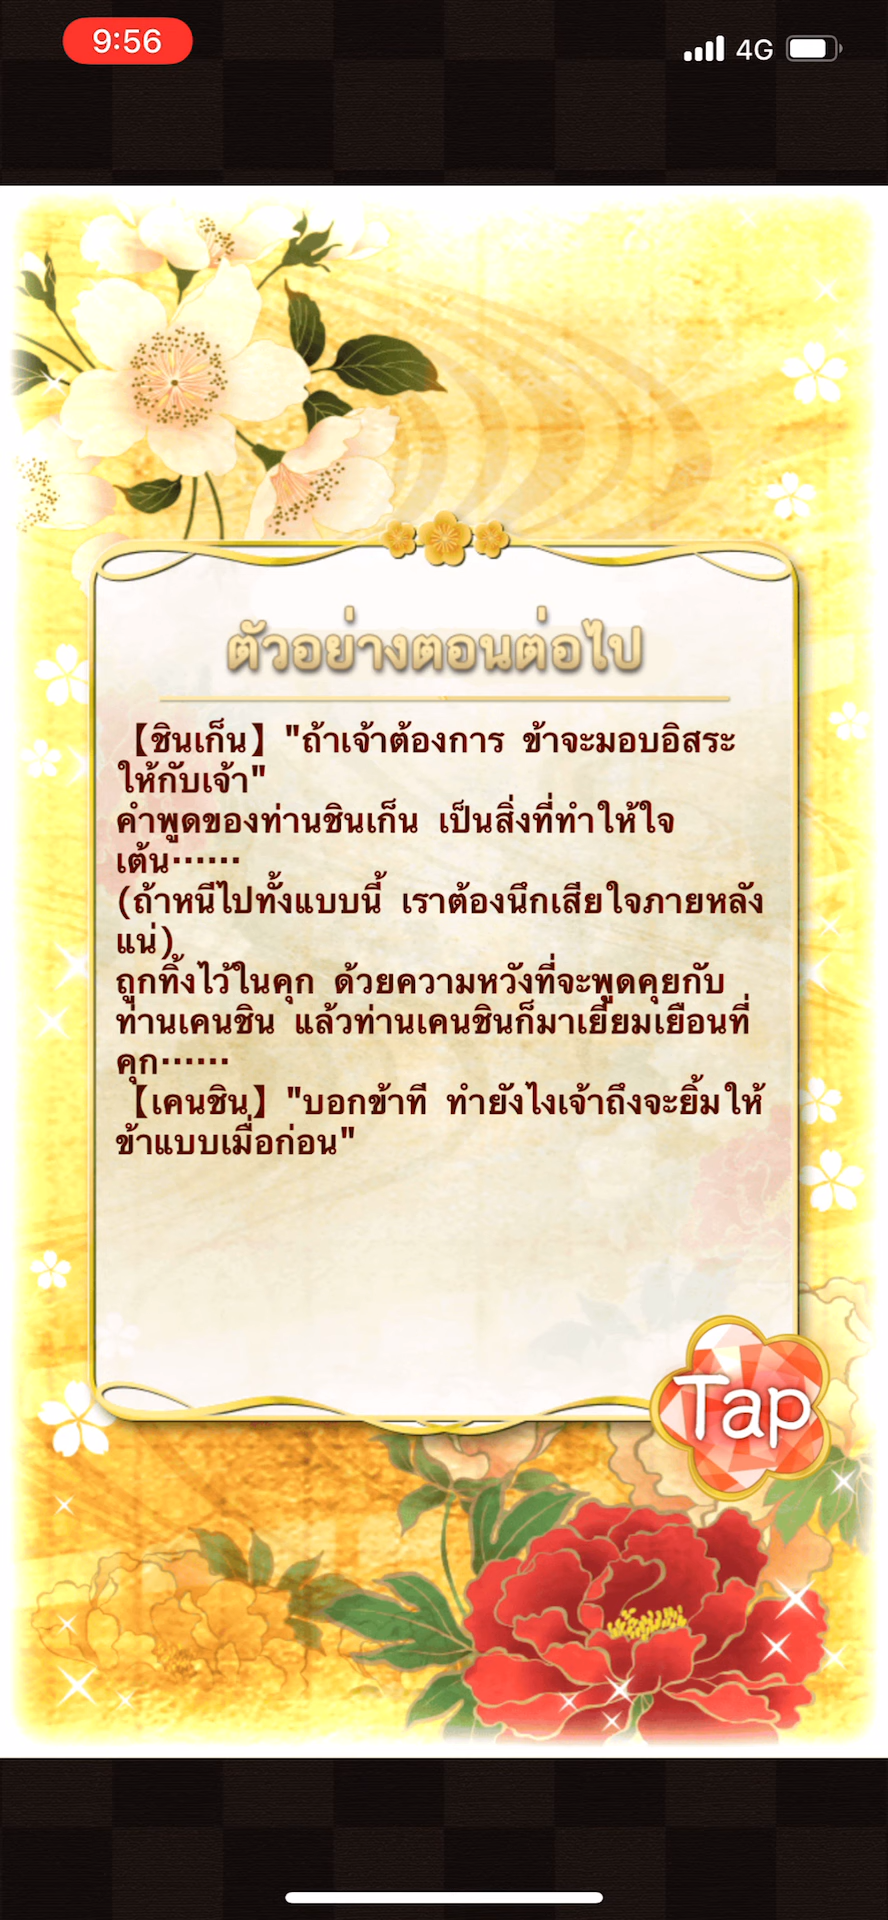 9:56
4G
ตัวอย่างตอนต่อไป
【ชินเก็น】"ถ้าเจ้าต้องการ ข้าจะมอบอิสระ
ให้กับเจ้า"
คำพูดของท่านชินเก็น เป็นสิ่งที่ทำให้ใจ
เต้น……
(ถ้าหนีไปทั้งแบบนี้ เราต้องนึกเสียใจภายหลัง
แน่)
ถูกทิ้งไว้ในคุก ด้วยความหวังที่จะพูดคุยกับ
ท่านเคนชิน แล้วท่านเคนชินก็มาเยี่ยมเยือนที่
คุก……
【เคนชิน】"บอกข้าที ทำยังไงเจ้าถึงจะยิ้มให้
ข้าแบบเมื่อก่อน"
Tap